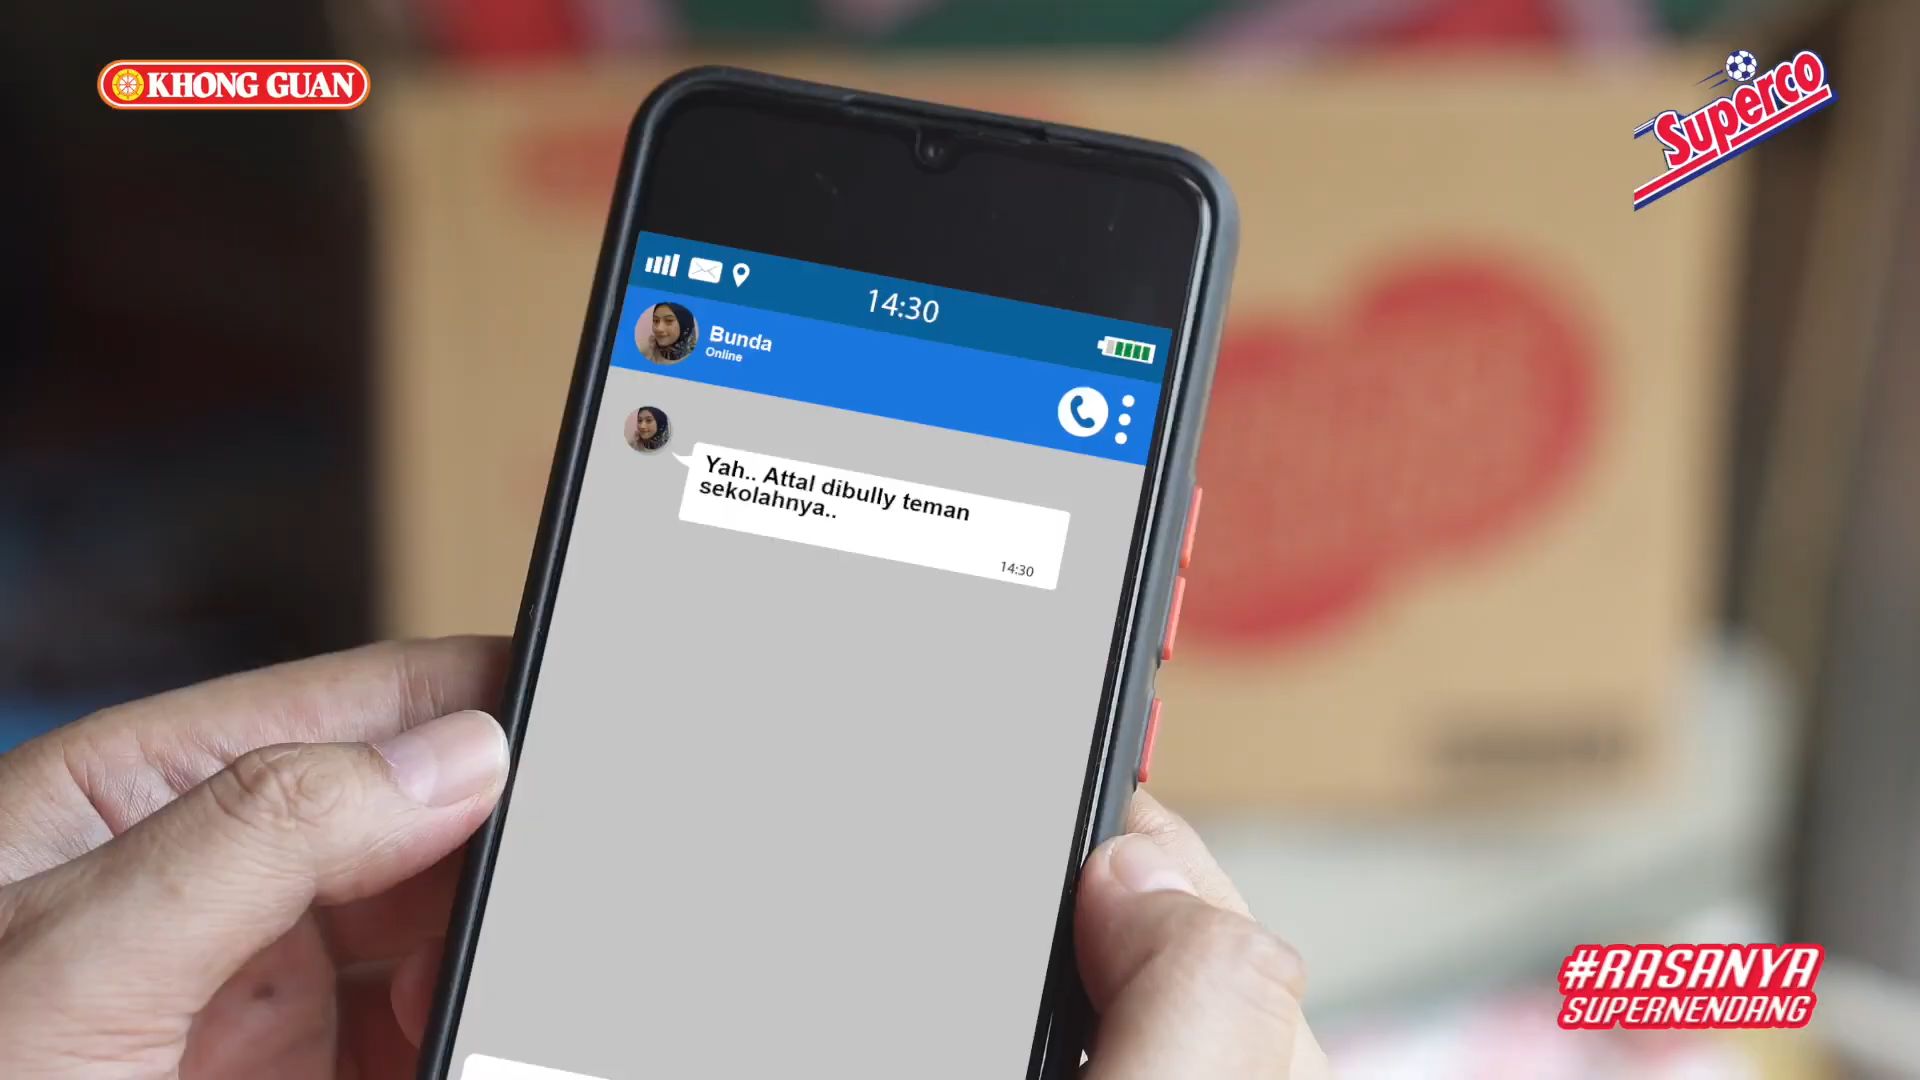 KHONG GUAN
Superco
14:30
Bunda
Online
Yah.. Attal dibully teman
sekolahnya..
14:30
#RASANYA
SUPERNENDANG